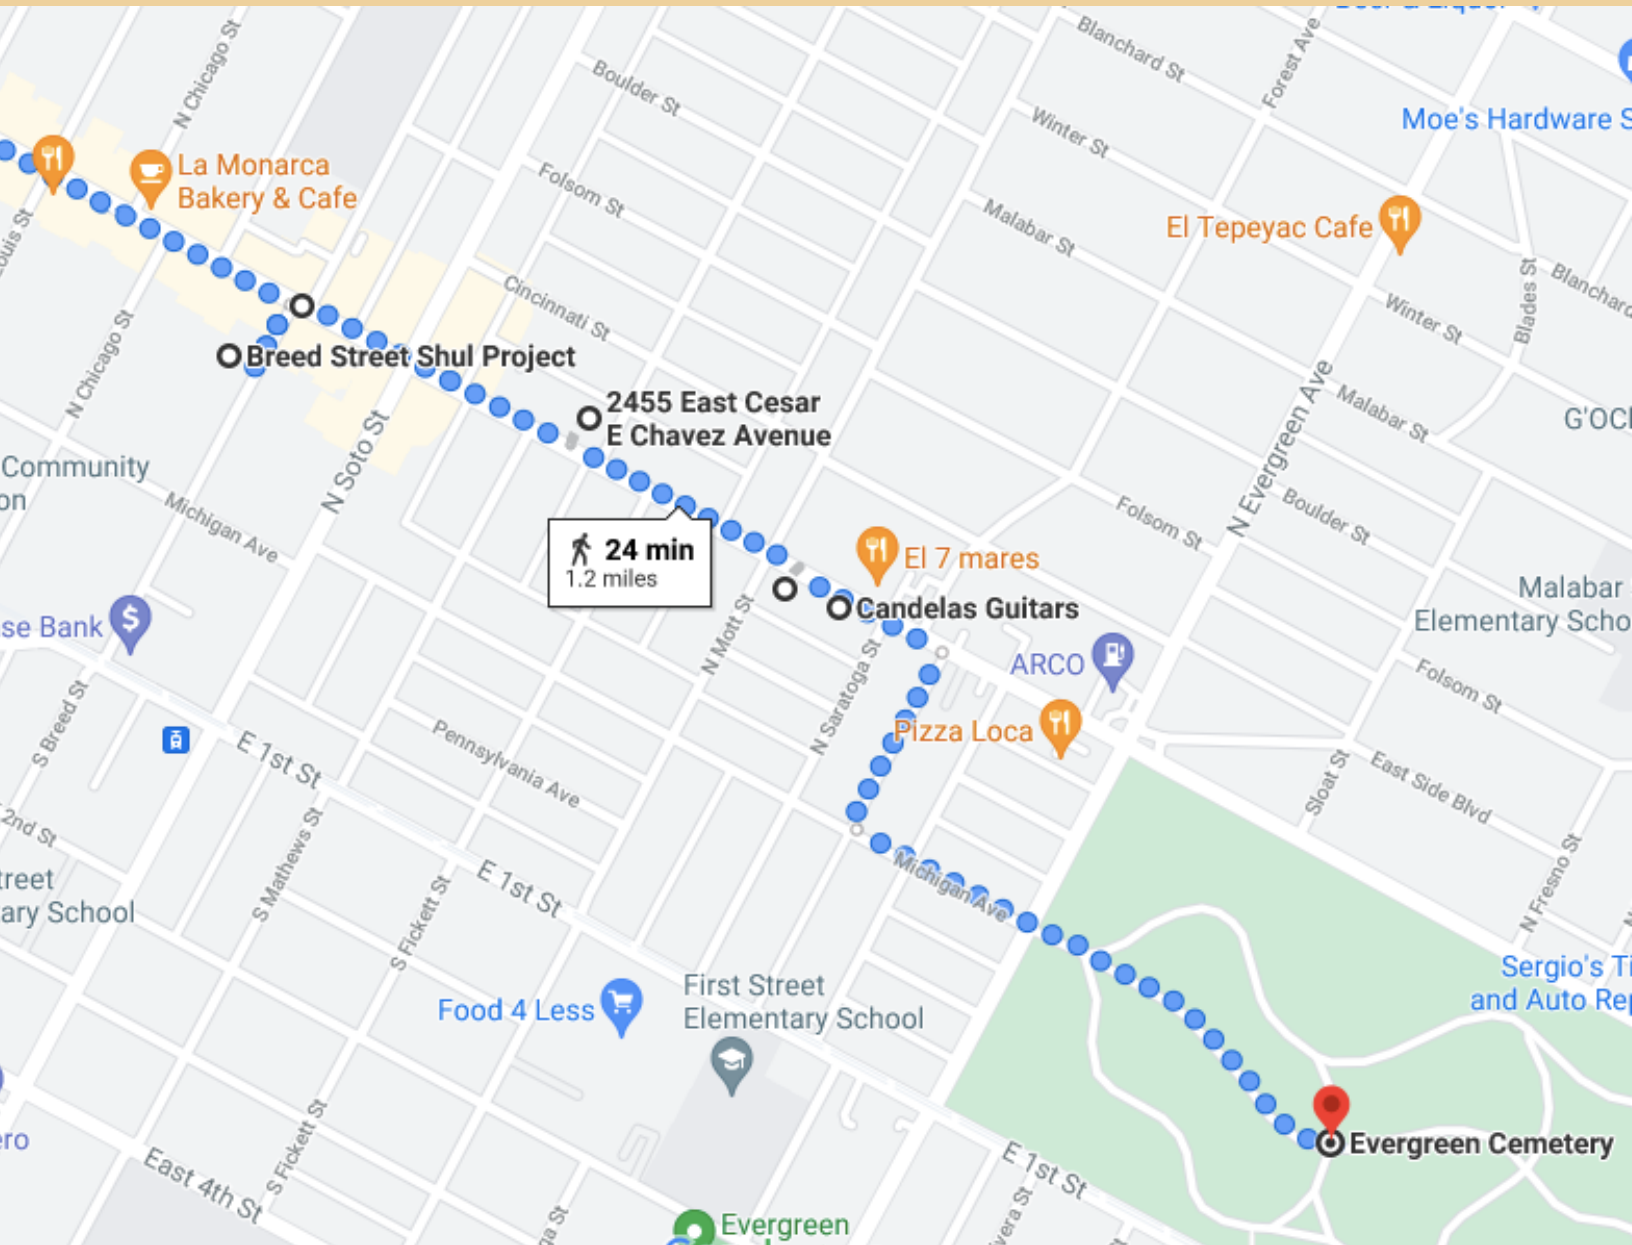 Blanchard St
Forest Ave
N Chicago St
Boulder St
Moe's Hardware
Winter St
La Monarca
Bakery & Cafe
Folsom St
Malabar St
El Tepeyac Cafe
Cincinnati St
Blades St
Blanchard
Winter St
N Chicago St
Breed Street Shul Project
2455 East Cesar
E Chavez Avenue
N Evergreen Ave
Malabar St
N Soto St
Community
Michigan Ave
Folsom St
Boulder St
24 min
1.2 miles
El 7 mares
Malabar
Candelas Guitars
Elementary
Bank
N Mott St
N Saratoga St
ARCO
Folsom St
S Breed St
Pizza Loca
E 1st St
Pennsylvania Ave
Sloat St
East Side Blvd
2nd St
S Mathews St
E 1st St
S Fickett St
Michigan Ave
N Fresno St
ary School
Sergio's
and Auto
First Street
Elementary School
Food 4 Less
S Fickett St
Evergreen Cemetery
East 4th St
E 1st St
Evergreen